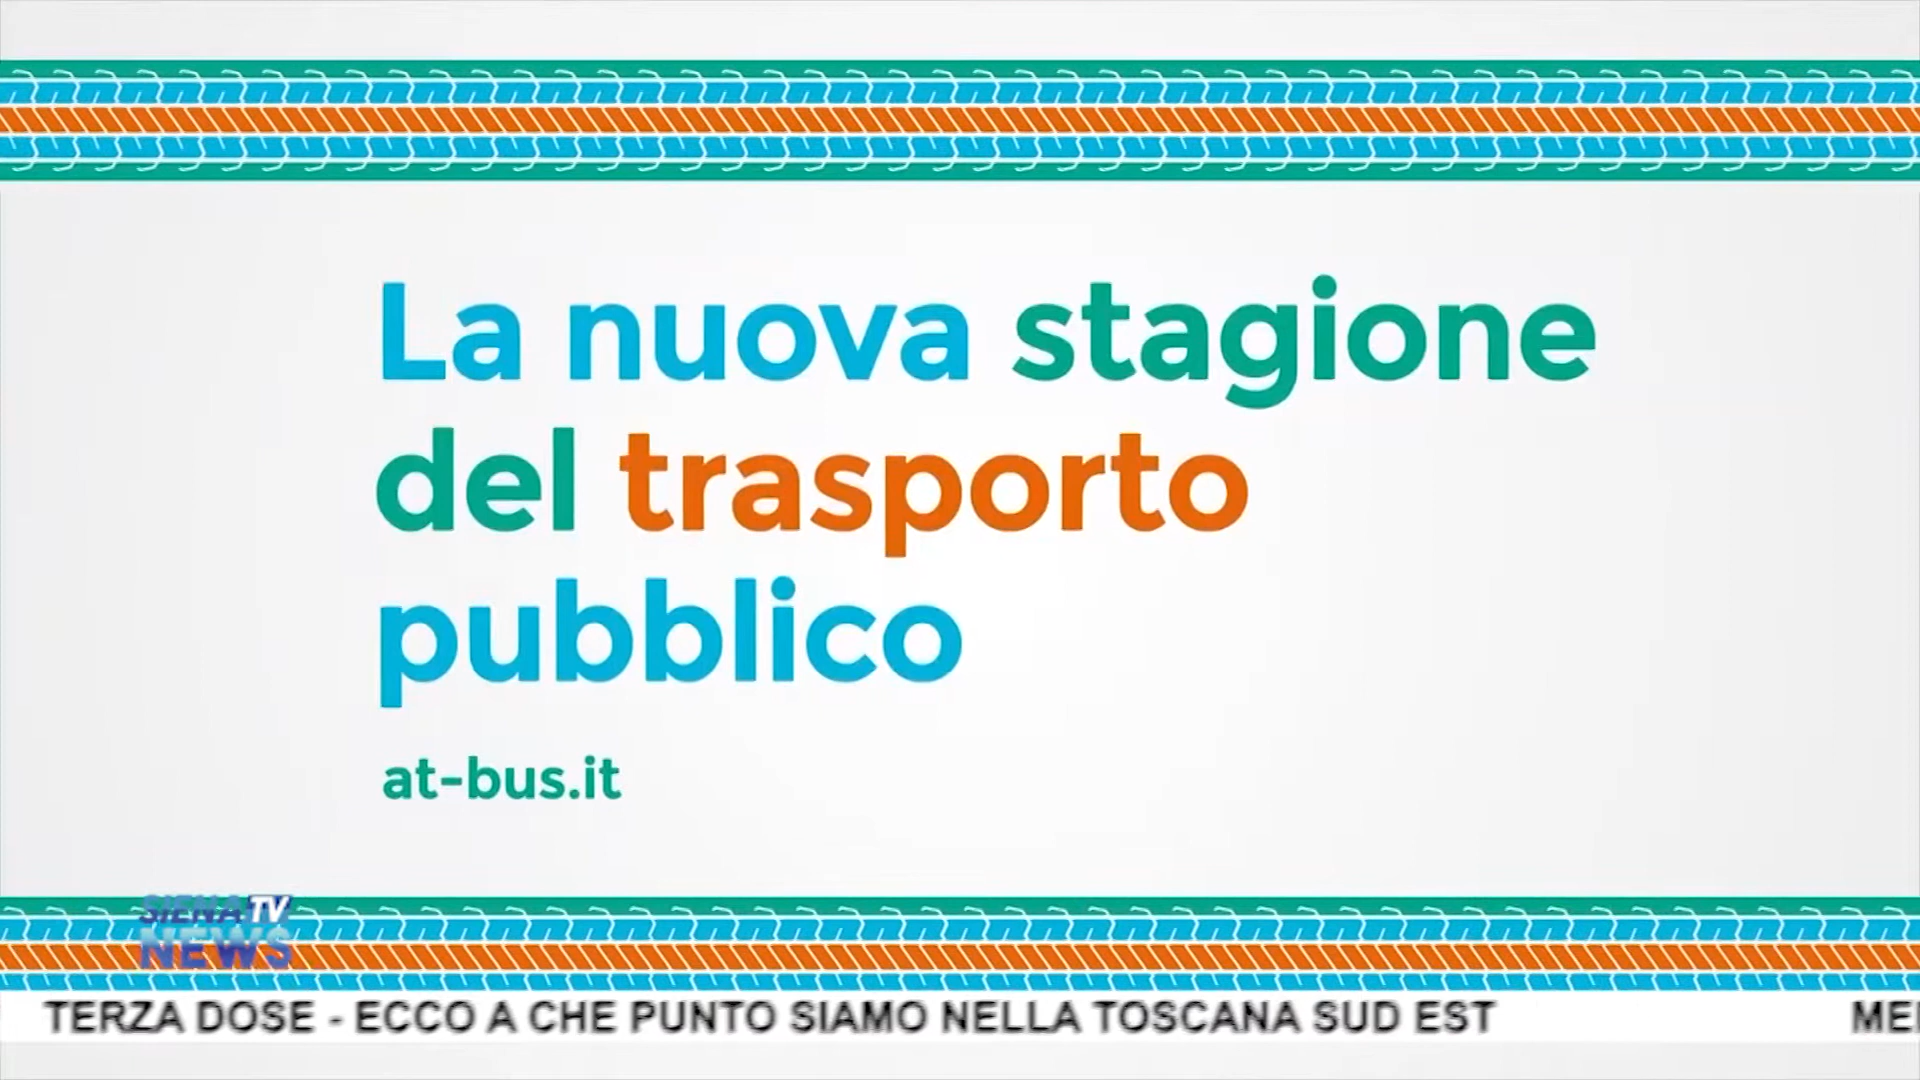 La nuova stagione
del trasporto
pubblico
at-bus.it
SIENA TV
NEWS
TERZA DOSE - ECCO A CHE PUNTO SIAMO NELLA TOSCANA SUD EST